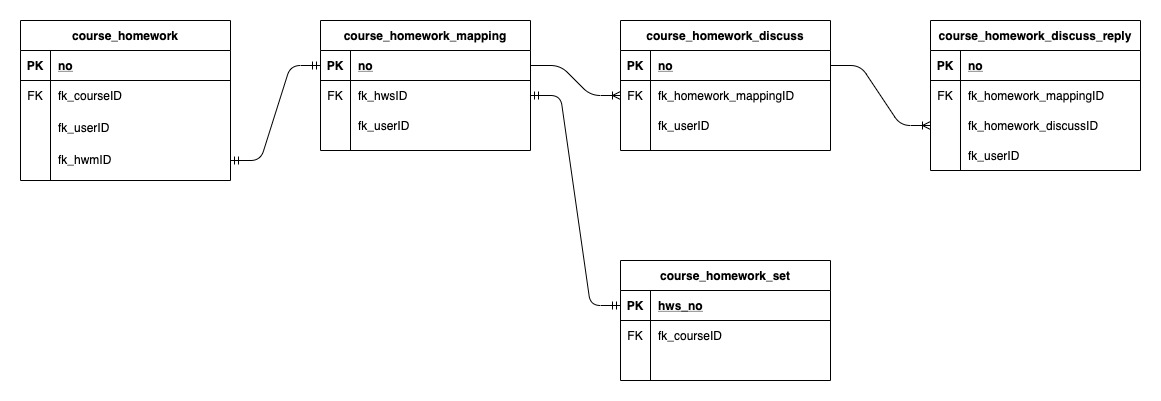 course_homework
PK no
FK fk_courseID
fk_userID
fk_hwmID
course_homework_mapping
PK no
FK fk_hwsID
fk_userID
course_homework_discuss
PK no
FK fk_homework_mappingID
fk_userID
course_homework_discuss_reply
PK no
FK fk_homework_mappingID
fk_homework_discussID
fk_userID
course_homework_set
PK hws_no
FK fk_courseID